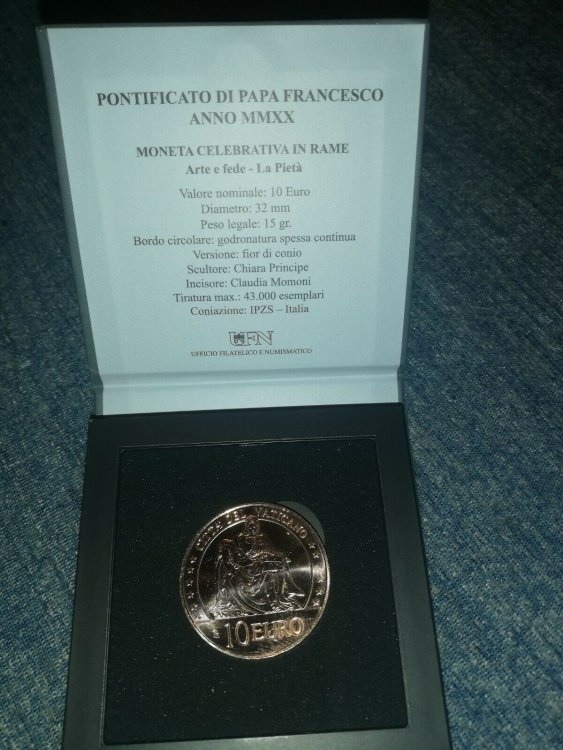 PONTIFICATO DI PAPA FRANCESCO
ANNO MMXX
MONETA CELEBRATIVA IN RAME
Arte e fede - La Pietà
Valore nominale: 10 Euro
Diametro: 32 mm
Peso legale: 15 gr.
Bordo circolare: godronatura spessa continua
Versione: fior di conio
Scultore: Chiara Principe
Incisore: Claudia Momoni
Tiratura max.: 43.000 esemplari
Coniazione: IPZS – Italia
UFN
UFFICIO FILATELICO E NUMISMATICO
CITTA' DEL VATICANO
10 EURO